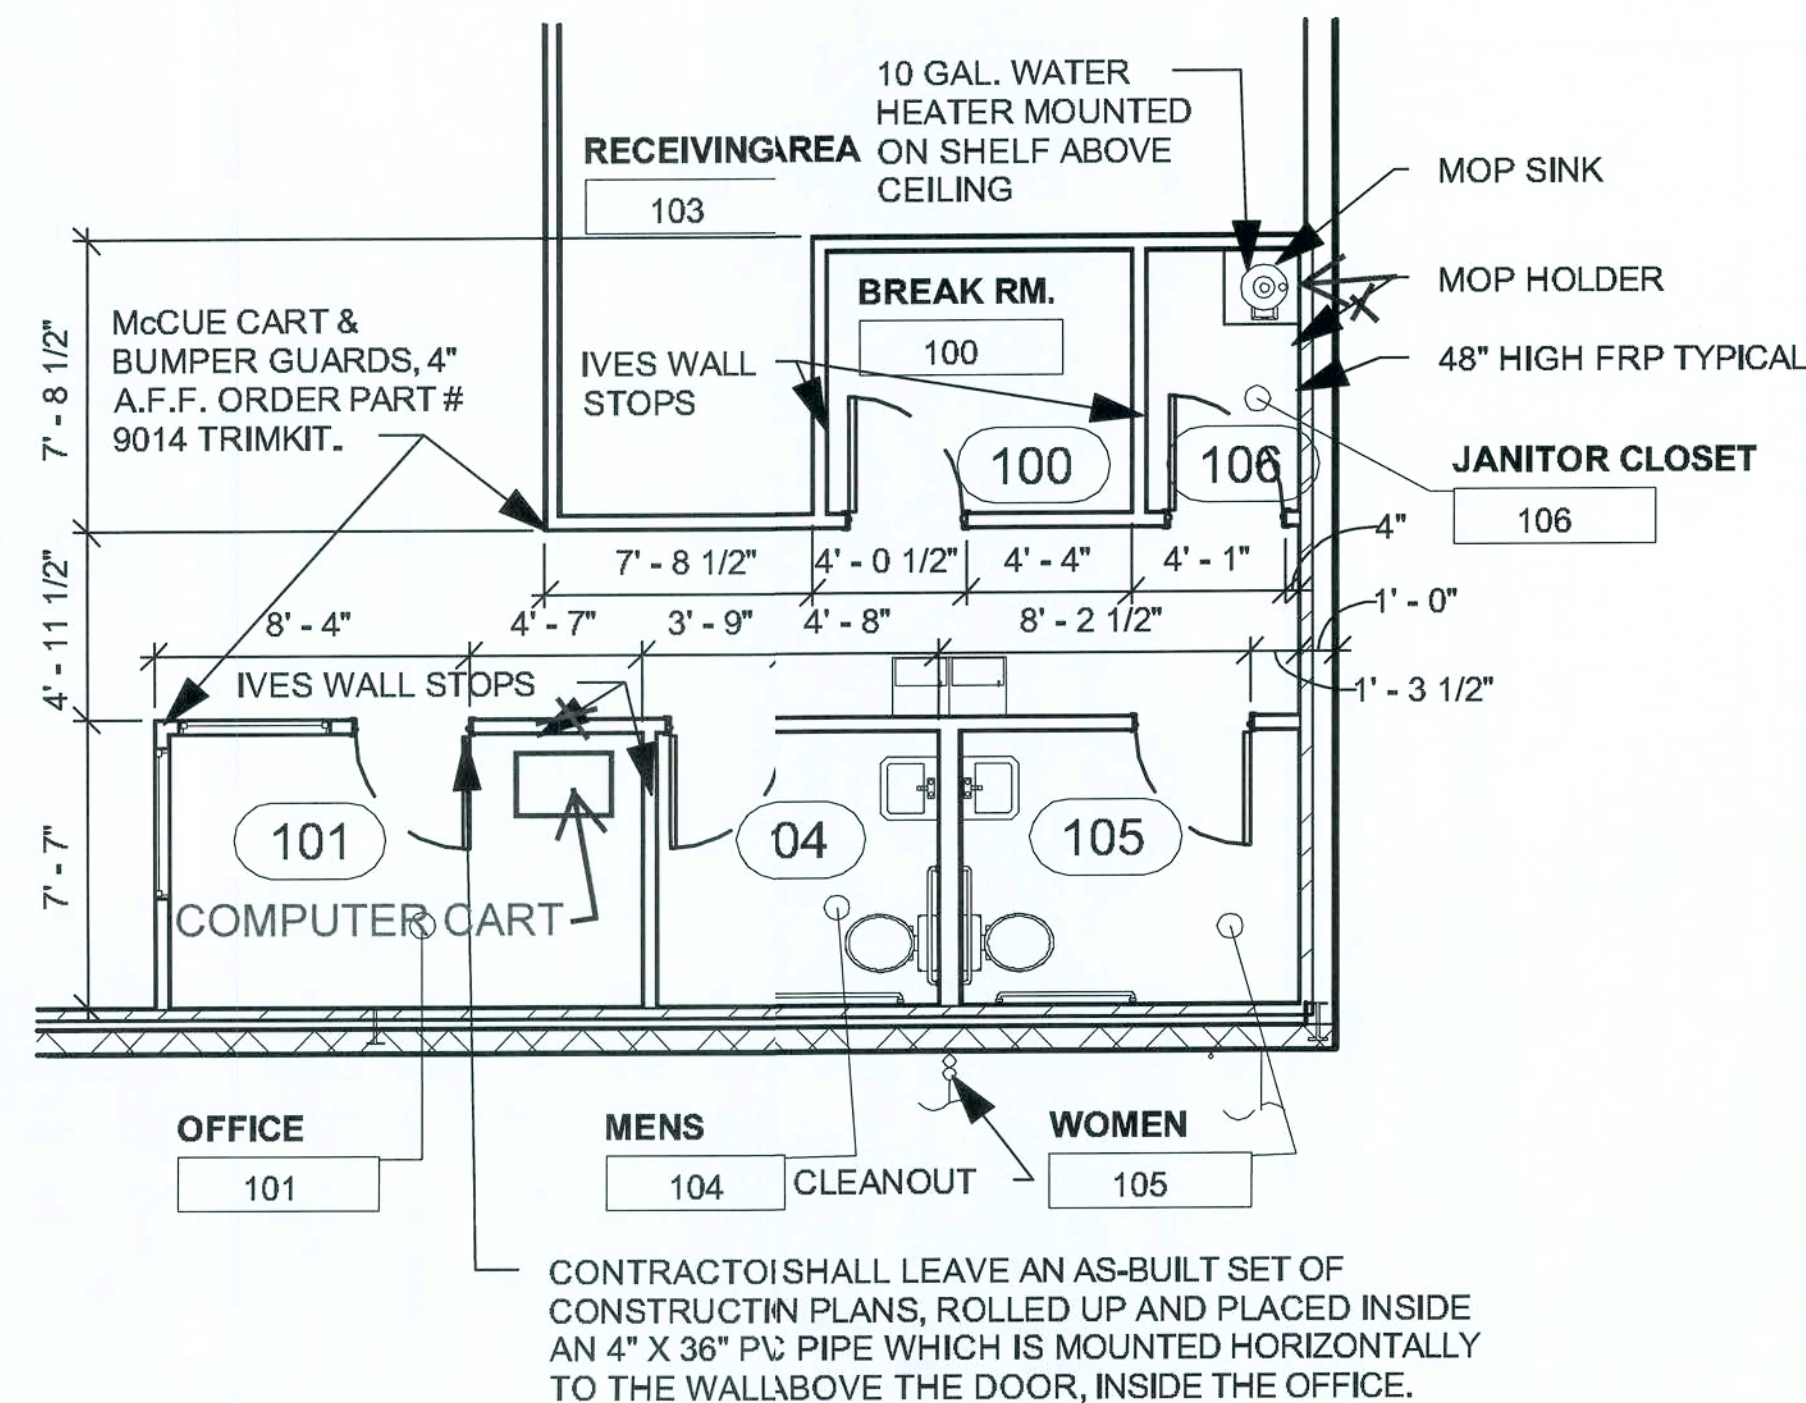 10 GAL. WATER
HEATER MOUNTED
ON SHELF ABOVE
CEILING
RECEIVING AREA
103
MOP SINK
MOP HOLDER
48" HIGH FRP TYPICAL
BREAK RM.
100
McCUE CART &
BUMPER GUARDS, 4"
A.F.F. ORDER PART #
9014 TRIMKIT.
IVES WALL
STOPS
100
106
JANITOR CLOSET
106
7' - 8 1/2"
4' - 11 1/2"
7' - 7"
7' - 8 1/2"
4' - 0 1/2"
4' - 4"
4' - 1"
4"
8' - 4"
4' - 7"
3' - 9"
4' - 8"
8' - 2 1/2"
1' - 0"
1' - 3 1/2"
IVES WALL STOPS
101
04
105
COMPUTER CART
OFFICE
101
MENS
104
CLEANOUT
WOMEN
105
CONTRACTOI SHALL LEAVE AN AS-BUILT SET OF
CONSTRUCTIN PLANS, ROLLED UP AND PLACED INSIDE
AN 4" X 36" PVC PIPE WHICH IS MOUNTED HORIZONTALLY
TO THE WALL ABOVE THE DOOR, INSIDE THE OFFICE.